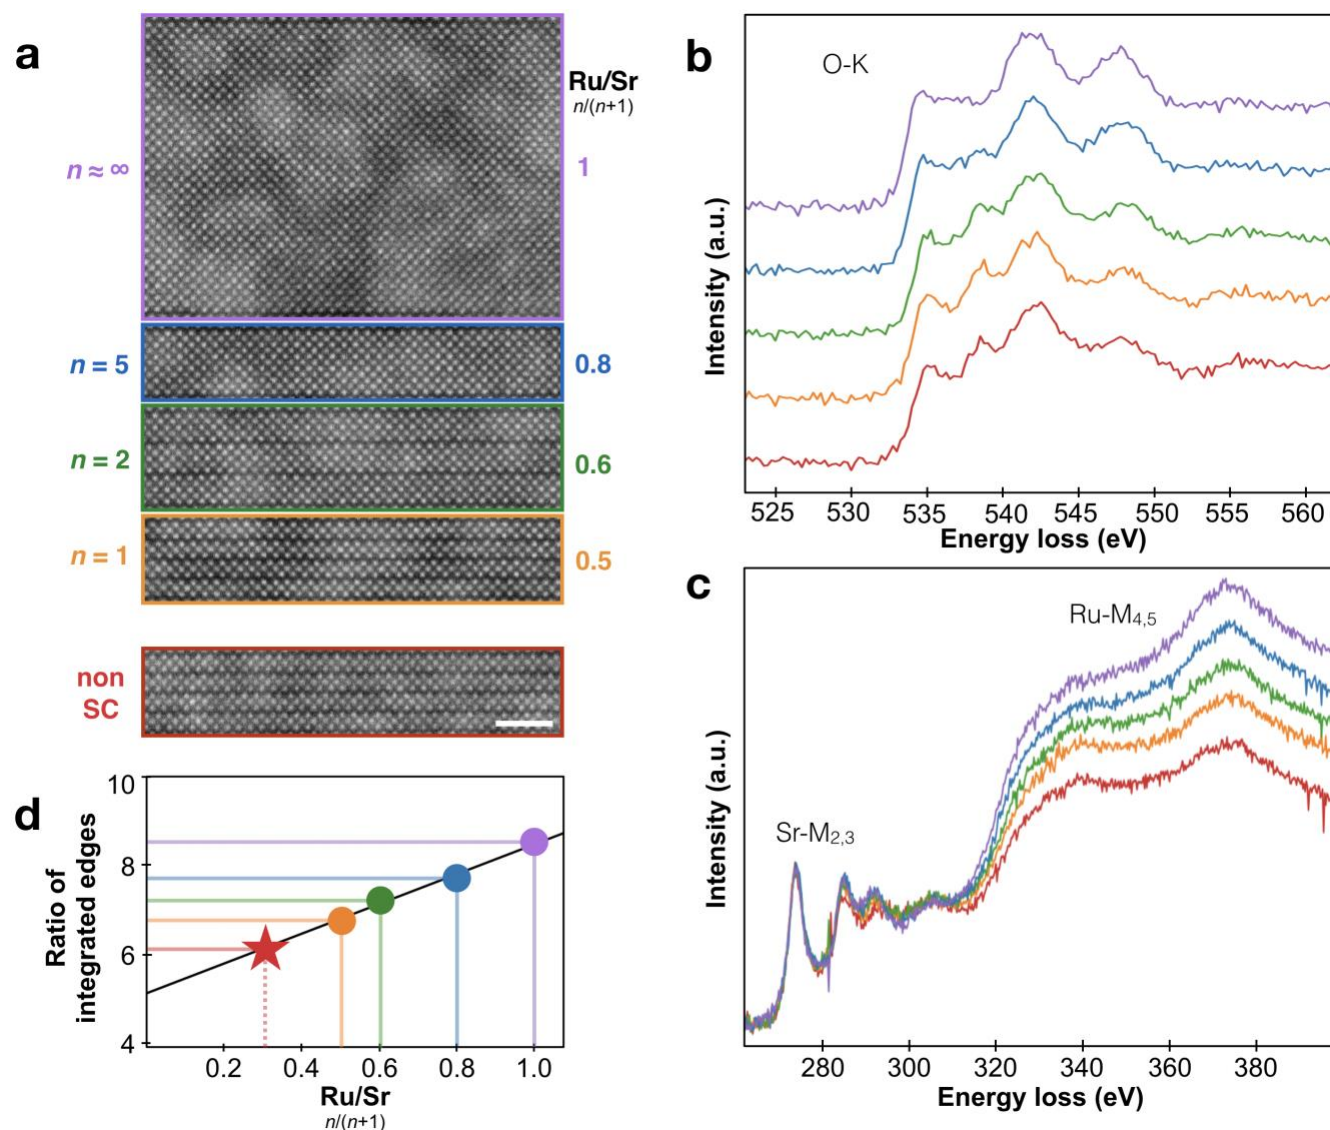 a
Ru/Sr
n/(n+1)
n ≈ ∞
1
n = 5
0.8
n = 2
0.6
n = 1
0.5
non
SC
b
O-K
Intensity (a.u.)
525 530 535 540 545 550 555 560
Energy loss (eV)
c
Ru-M4,5
Sr-M2,3
Intensity (a.u.)
280 300 320 340 360 380
Energy loss (eV)
d
Ratio of
integrated edges
10
8
6
4
0.2 0.4 0.6 0.8 1.0
Ru/Sr
n/(n+1)